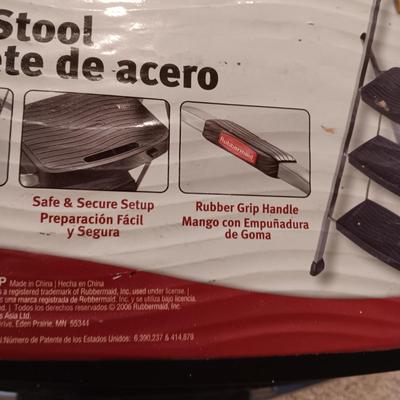 Stool
ete de acero
Rubbermaid
Safe & Secure Setup
Preparación Fácil
y Segura
Rubber Grip Handle
Mango con Empuñadura
de Goma
P Made in China | Hecha en China
s a registered trademark of Rubbermaid, Inc. used under license. |
s una marca registrada de Rubbermaid, Inc. y se utiliza bajo licencia.
d. | Todos los derechos reservados © 2006 Rubbermaid, Inc.
s Asia Ltd.
Drive, Eden Prairie, MN 55344
Número de Patente de los Estados Unidos: 6,390,237 & 414,879